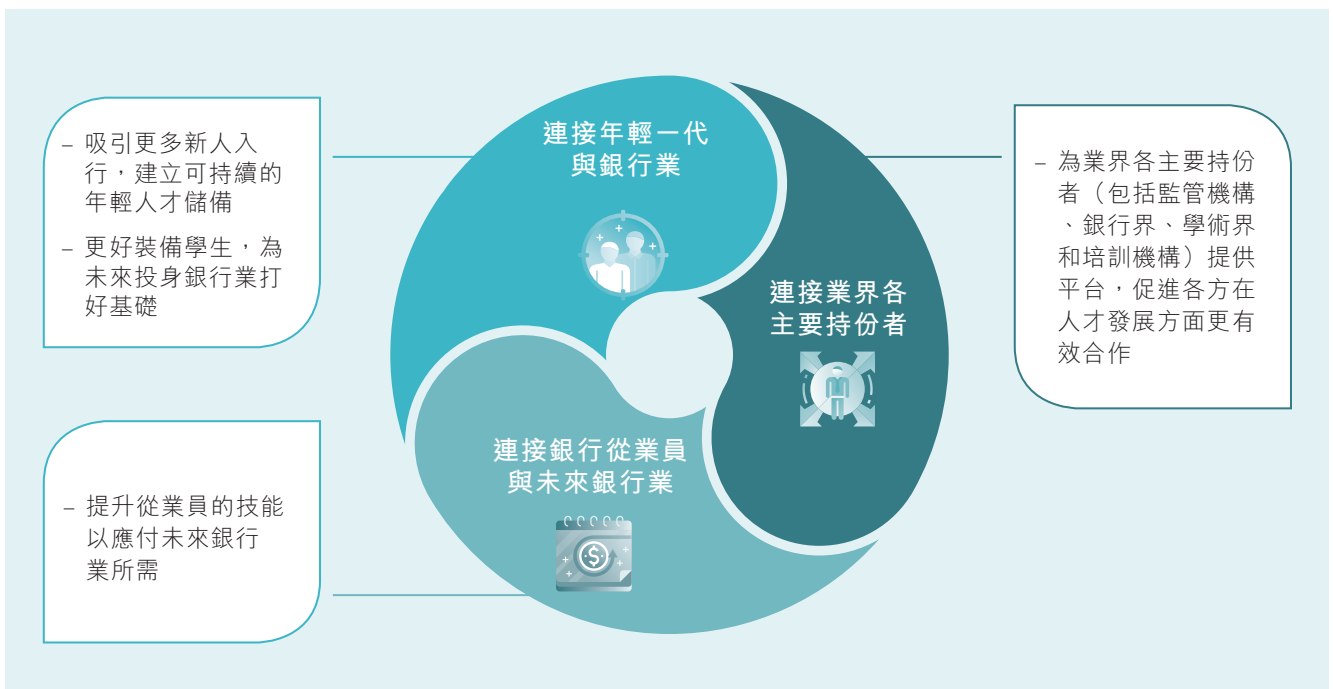 – 吸引更多新人入
行，建立可持續的
年輕人才儲備
– 更好裝備學生，為
未來投身銀行業打
好基礎
連接年輕一代
與銀行業
連接業界各
主要持份者
– 為業界各主要持份
者（包括監管機構
、銀行界、學術界
和培訓機構）提供
平台，促進各方在
人才發展方面更有
效合作
連接銀行從業員
與未來銀行業
$
– 提升從業員的技能
以應付未來銀行
業所需